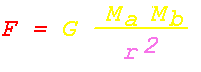 F = G Ma Mb
r2